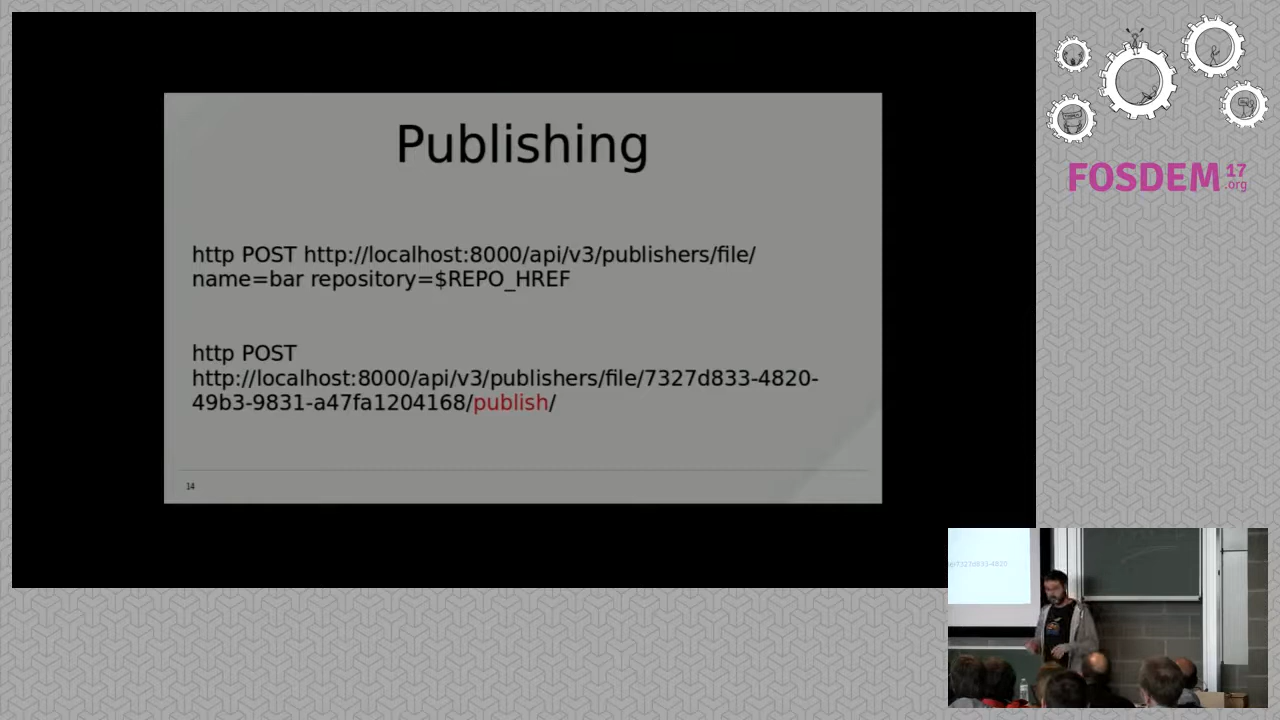 Publishing
http POST http://localhost:8000/api/v3/publishers/file/
name=bar repository=$REPO_HREF
http POST
http://localhost:8000/api/v3/publishers/file/7327d833-4820-
49b3-9831-a47fa1204168/publish/
14
FOSDEM 17
.org